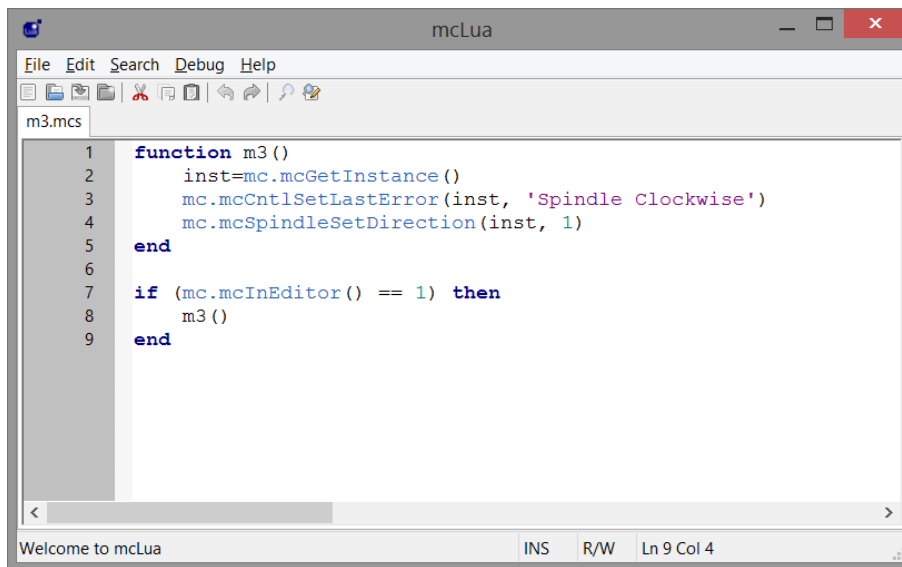 mcLua
File Edit Search Debug Help
m3.mcs
1 function m3()
2 inst=mc.mcGetInstance()
3 mc.mcCntlSetLastError(inst, 'Spindle Clockwise')
4 mc.mcSpindleSetDirection(inst, 1)
5 end
6
7 if (mc.mcInEditor() == 1) then
8 m3()
9 end
Welcome to mcLua INS R/W Ln 9 Col 4